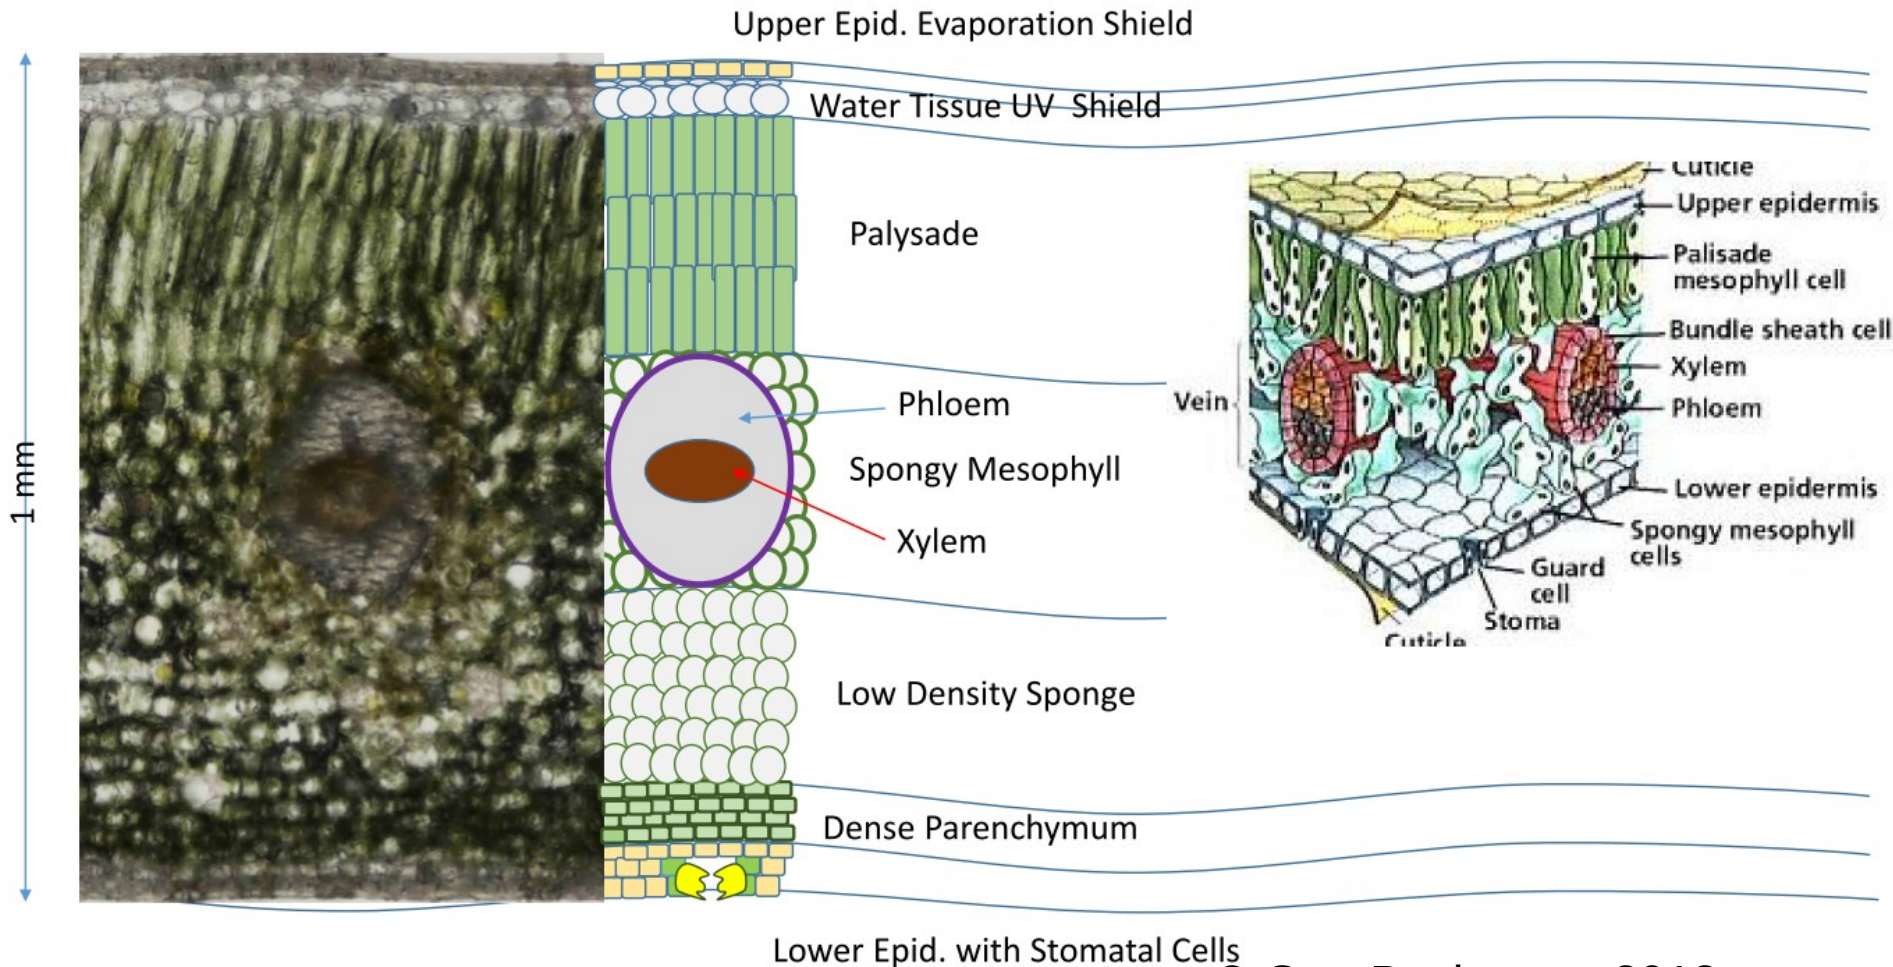 Upper Epid. Evaporation Shield
Water Tissue UV Shield
Palysade
Phloem
Spongy Mesophyll
Xylem
Low Density Sponge
Dense Parenchymum
Lower Epid. with Stomatal Cells
1 mm
Cuticle
Upper epidermis
Palisade
mesophyll cell
Bundle sheath cell
Xylem
Phloem
Vein
Lower epidermis
Spongy mesophyll
cells
Guard
cell
Stoma
Cuticle